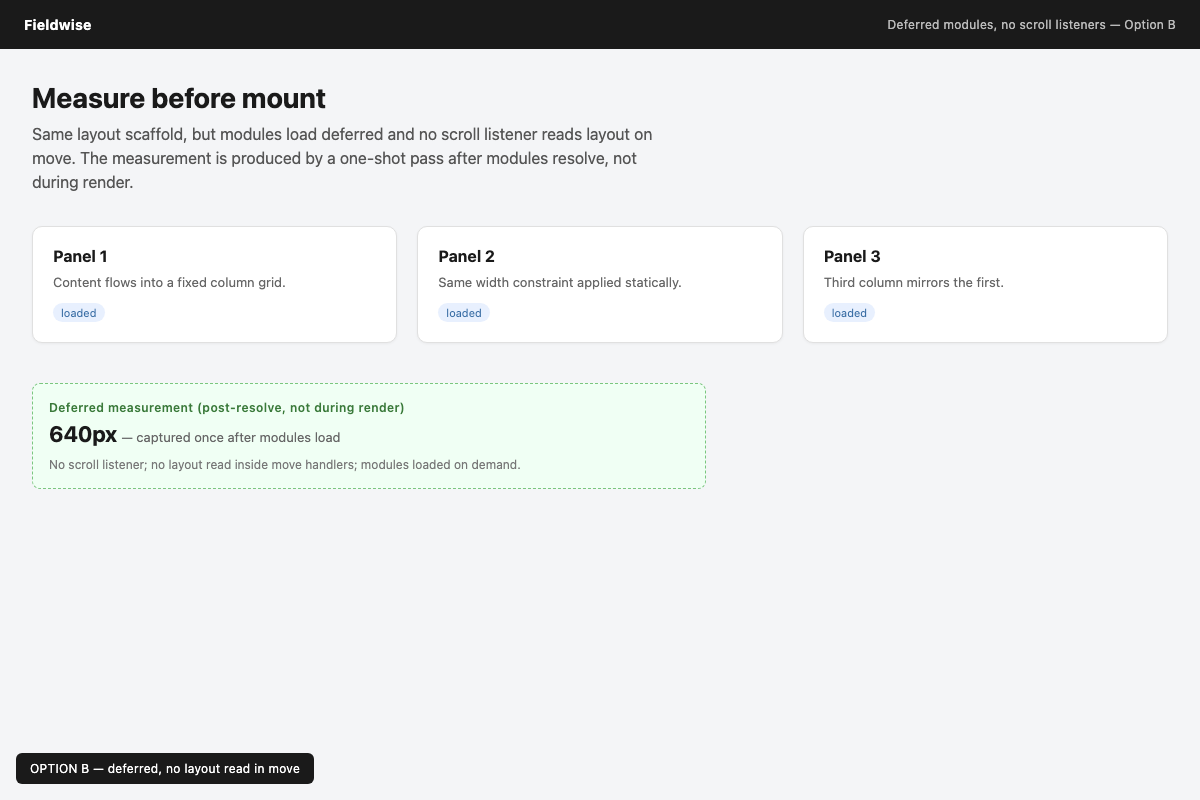 Fieldwise
Deferred modules, no scroll listeners — Option B
Measure before mount
Same layout scaffold, but modules load deferred and no scroll listener reads layout on
move. The measurement is produced by a one-shot pass after modules resolve, not
during render.
Panel 1
Content flows into a fixed column grid.
loaded
Panel 2
Same width constraint applied statically.
loaded
Panel 3
Third column mirrors the first.
loaded
Deferred measurement (post-resolve, not during render)
640px — captured once after modules load
No scroll listener; no layout read inside move handlers; modules loaded on demand.
OPTION B — deferred, no layout read in move